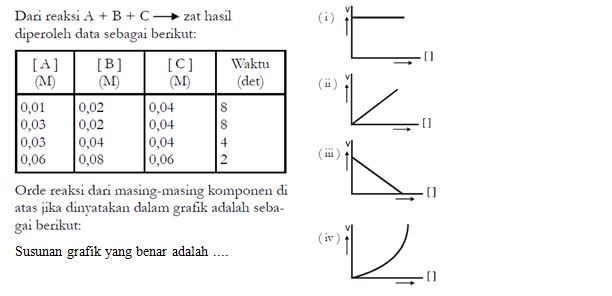 Dari reaksi A + B + C ⟶ zat hasil
diperoleh data sebagai berikut:
[A] [B] [C] Waktu
(M) (M) (M) (det)
0,01 0,02 0,04 8
0,03 0,02 0,04 8
0,03 0,04 0,04 4
0,06 0,08 0,06 2
Orde reaksi dari masing-masing komponen di
atas jika dinyatakan dalam grafik adalah seba-
gai berikut:
Susunan grafik yang benar adalah ....
(i) v []
(ii) v []
(iii) v []
(iv) v []